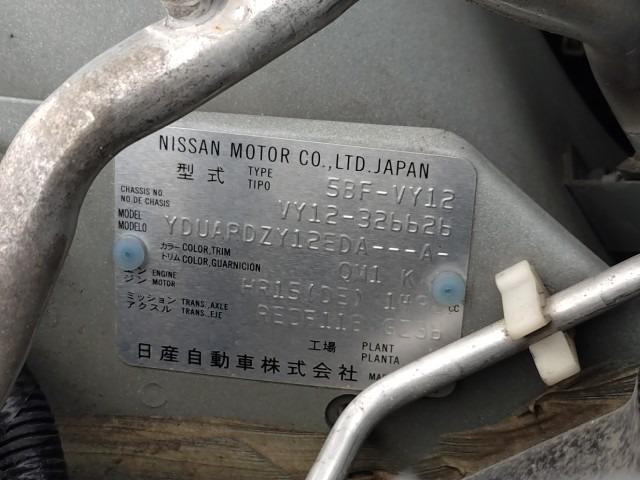 NISSAN MOTOR CO.,LTD.JAPAN
型式 TYPE TIPO 5BF-VY12
CHASSIS NO. NO.DE CHASIS VY12-326626
MODEL MODELO YDUARDZY12EDA---A-
カラー COLOR,TRIM トリム COLOR,GUARNICION QM1 K
エンジン ENGINE MOTOR HR15(DE) cc
ミッション TRANS.,AXLE アクスル TRANS.,EJE
工場 PLANT PLANTA
日産自動車株式会社